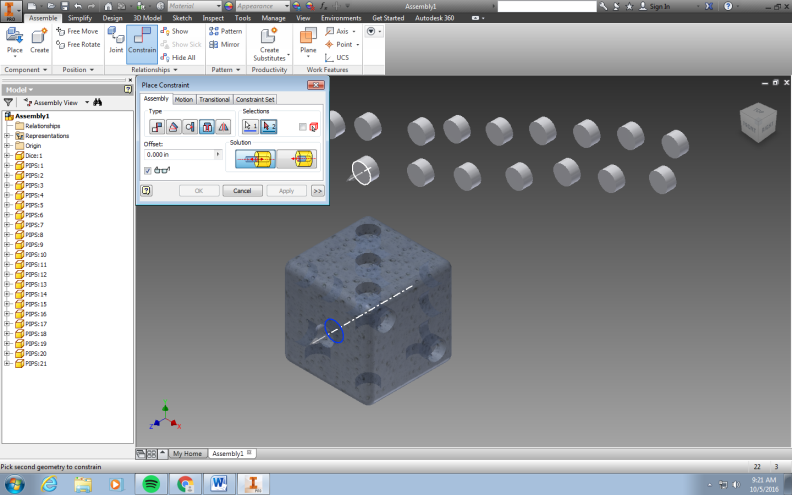 PRO
Material
Appearance
Assembly1
Sign In
Assemble Simplify Design 3D Model Sketch Inspect Tools Manage View Environments Get Started Autodesk 360
Place Create
Free Move
Free Rotate
Joint Constrain
Show
Show Sick
Hide All
Pattern
Mirror
Create Substitutes
Plane
Axis
Point
UCS
Component Position Relationships Pattern Productivity Work Features
Model
Assembly View
Assembly1
Relationships
Representations
Origin
Dice:1
PIPS:1
PIPS:2
PIPS:3
PIPS:4
PIPS:5
PIPS:6
PIPS:7
PIPS:8
PIPS:9
PIPS:10
PIPS:11
PIPS:12
PIPS:13
PIPS:14
PIPS:15
PIPS:16
PIPS:17
PIPS:18
PIPS:19
PIPS:20
PIPS:21
Place Constraint
Assembly Motion Transitional Constraint Set
Type Selections
1 2
Offset: Solution
0.000 in
OK Cancel Apply >>
Z X
My Home Assembly1
Pick second geometry to constrain 22 3
9:21 AM
10/5/2016